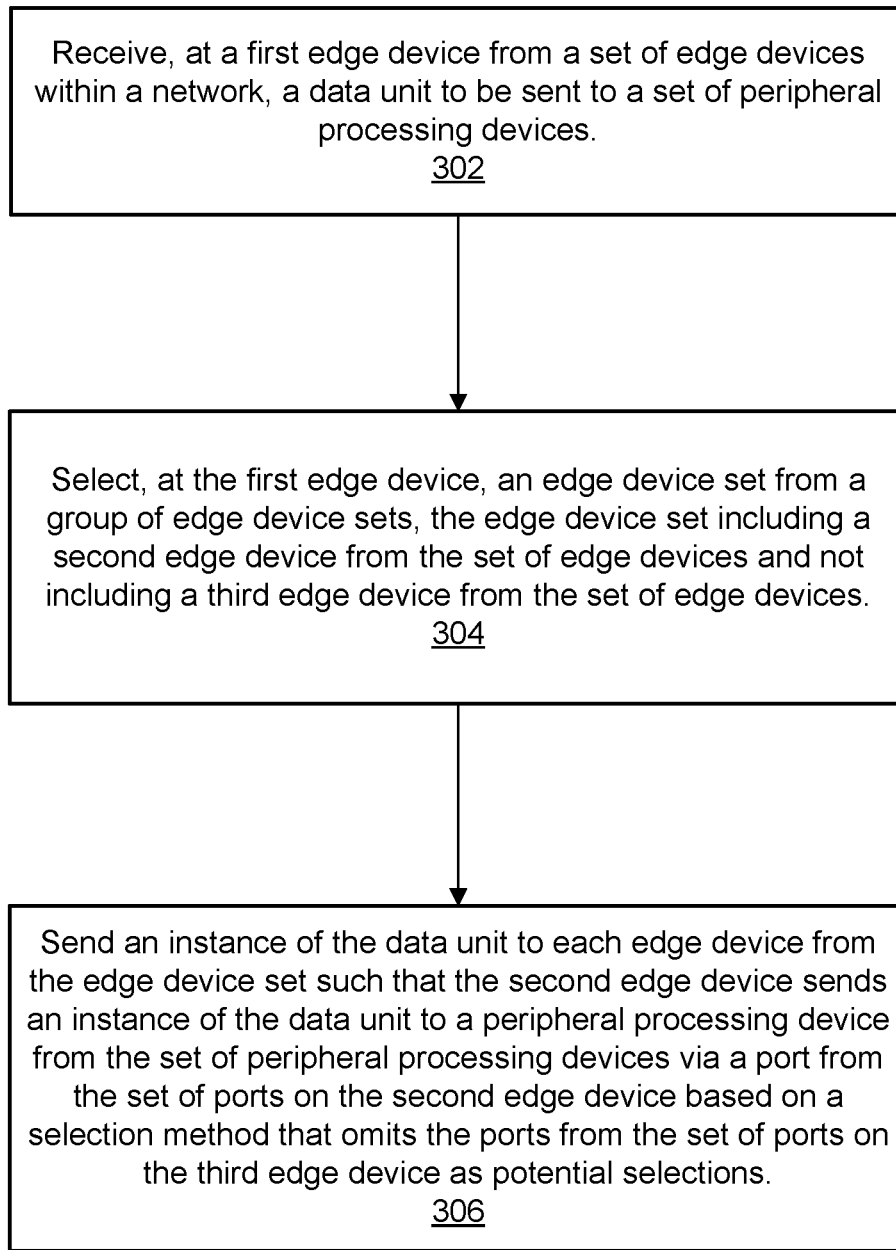 Receive, at a first edge device from a set of edge devices
within a network, a data unit to be sent to a set of peripheral
processing devices.
302
Select, at the first edge device, an edge device set from a
group of edge device sets, the edge device set including a
second edge device from the set of edge devices and not
including a third edge device from the set of edge devices.
304
Send an instance of the data unit to each edge device from
the edge device set such that the second edge device sends
an instance of the data unit to a peripheral processing device
from the set of peripheral processing devices via a port from
the set of ports on the second edge device based on a
selection method that omits the ports from the set of ports on
the third edge device as potential selections.
306